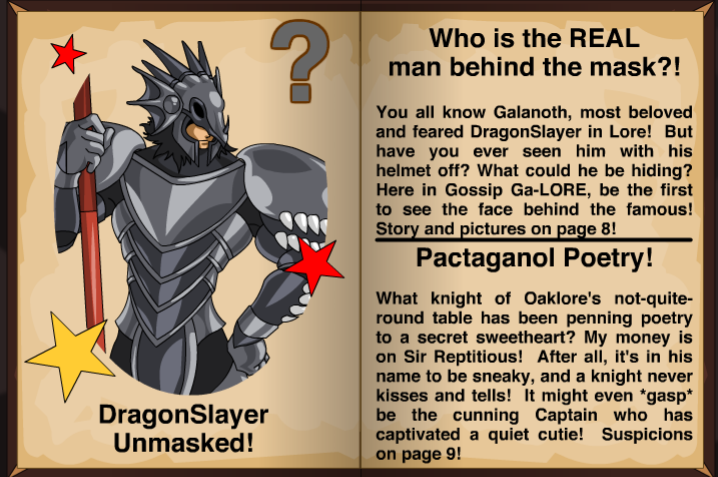 ?
DragonSlayer
Unmasked!
Who is the REAL
man behind the mask?!
You all know Galanoth, most beloved
and feared DragonSlayer in Lore! But
have you ever seen him with his
helmet off? What could he be hiding?
Here in Gossip Ga-LORE, be the first
to see the face behind the famous!
Story and pictures on page 8!
Pactaganol Poetry!
What knight of Oaklore's not-quite-
round table has been penning poetry
to a secret sweetheart? My money is
on Sir Reptitious! After all, it's in his
name to be sneaky, and a knight never
kisses and tells! It might even *gasp*
be the cunning Captain who has
captivated a quiet cutie! Suspicions
on page 9!